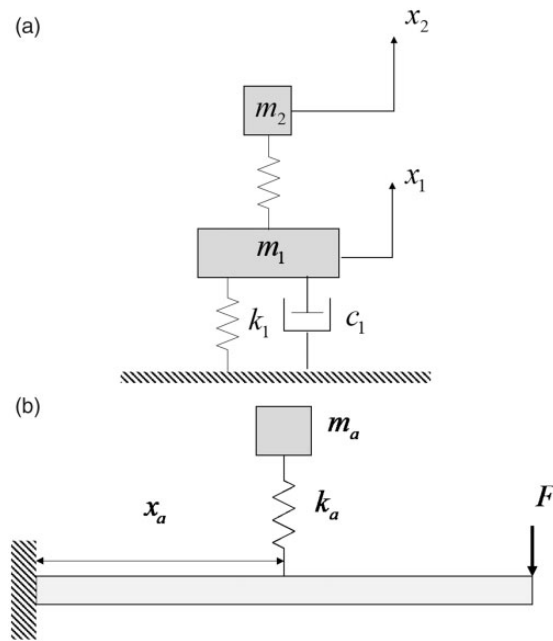 (a)
x₂
m₂
x₁
m₁
k₁
c₁
(b)
mₐ
xₐ
kₐ
F